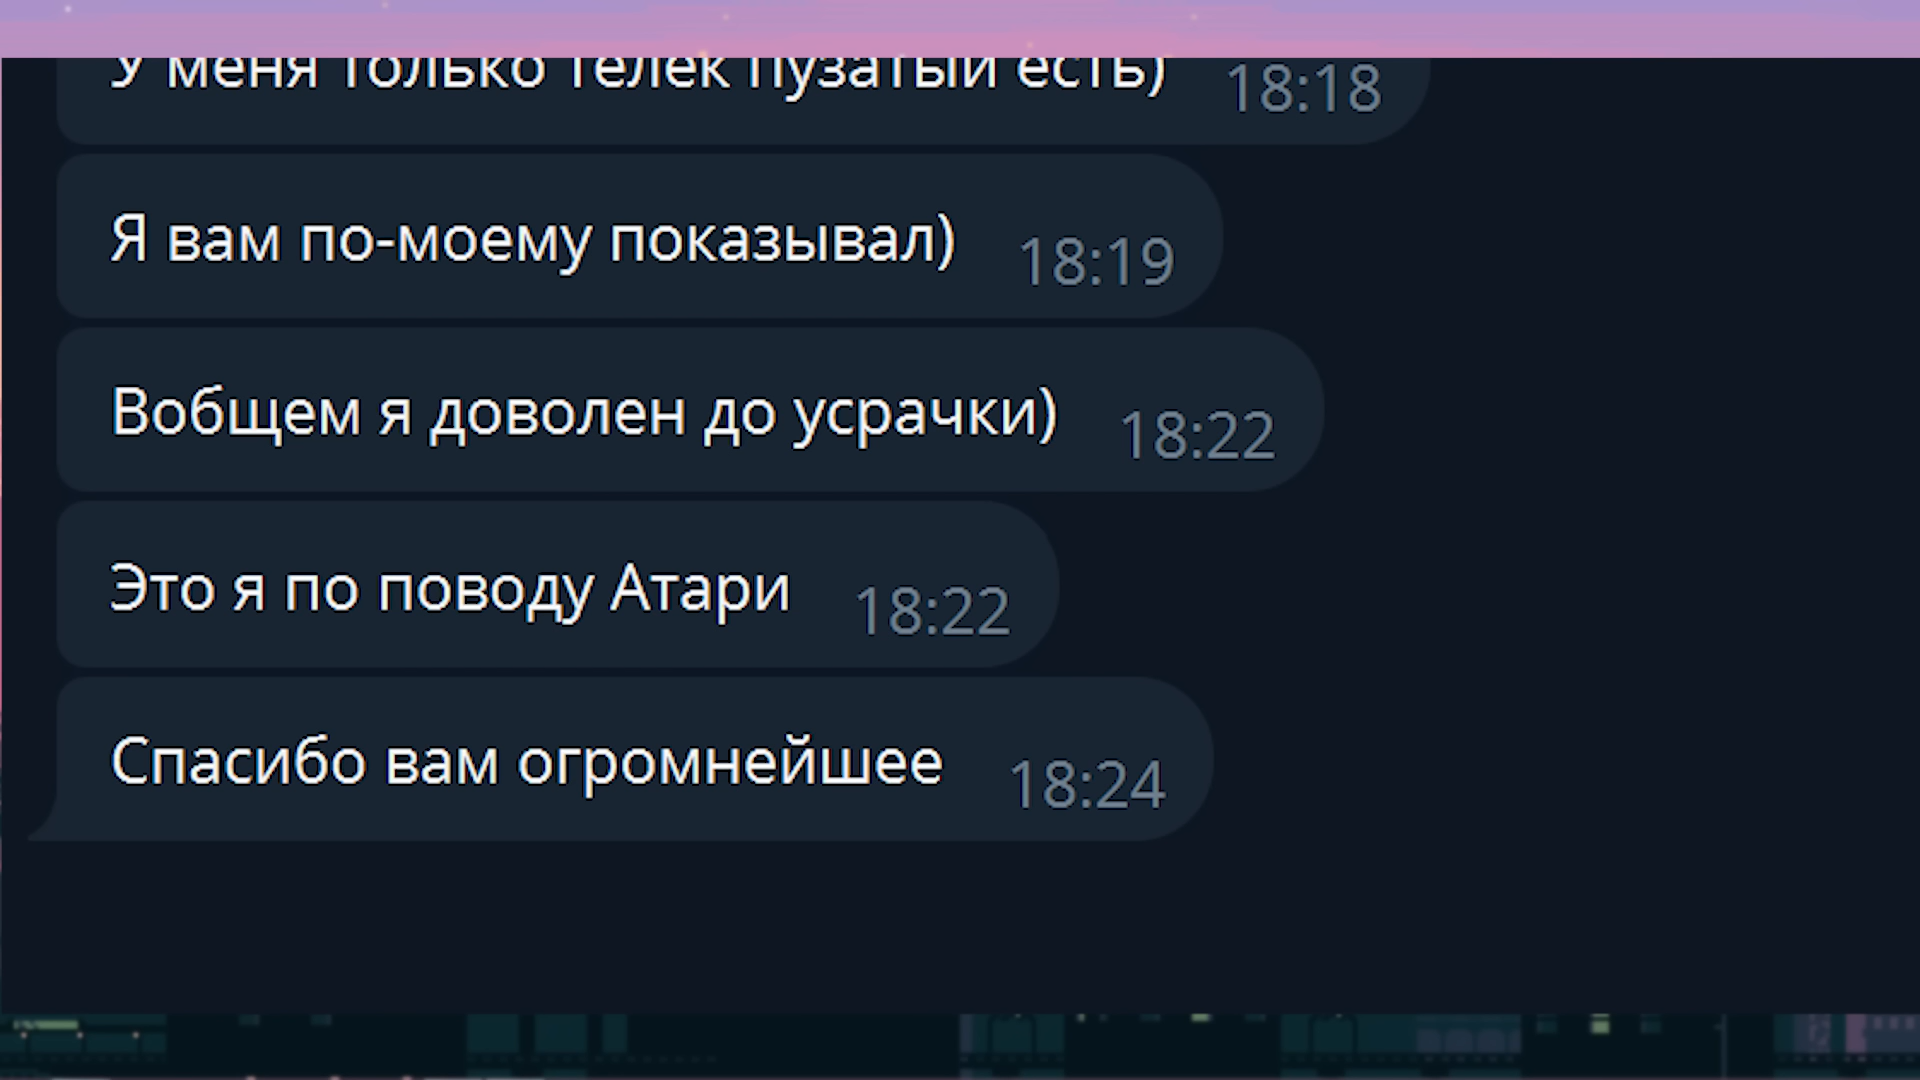 У меня только телек пузатый есть) 18:18
Я вам по-моему показывал) 18:19
Вобщем я доволен до усрачки) 18:22
Это я по поводу Атари 18:22
Спасибо вам огромнейшее 18:24